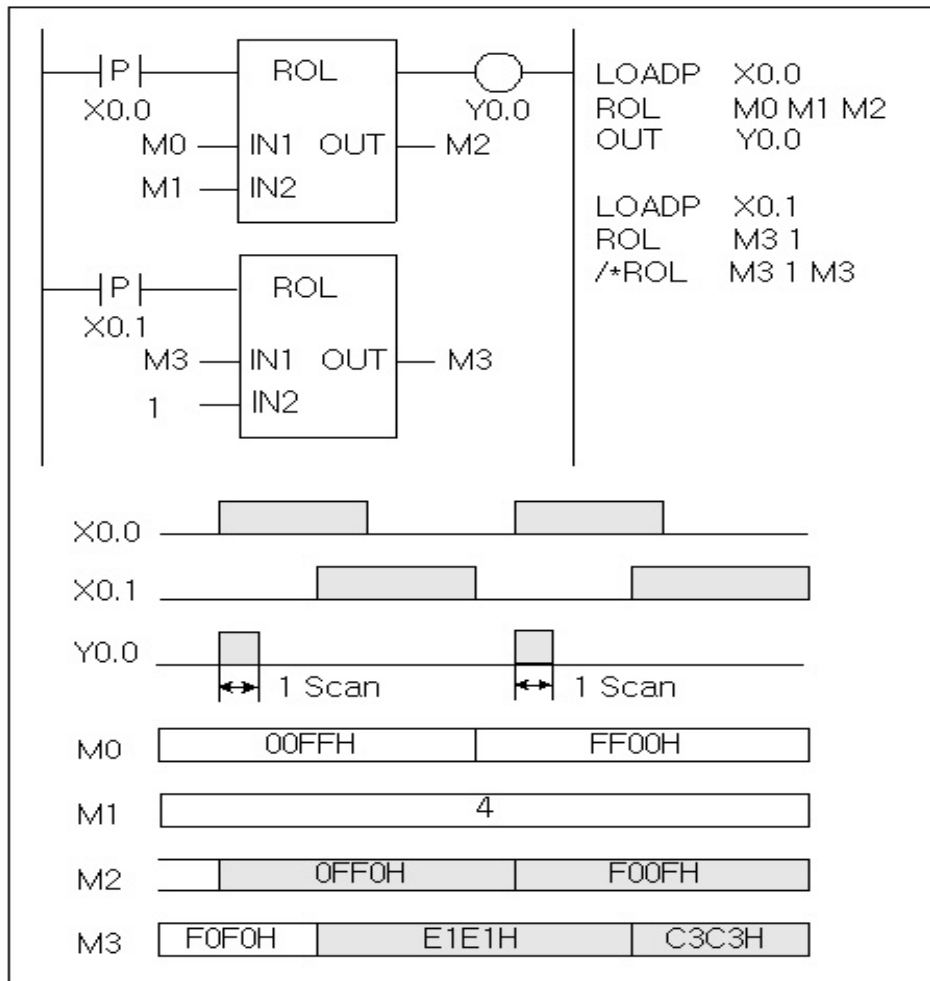 P ROL
X0.0 Y0.0
M0 IN1 OUT M2
M1 IN2
P ROL
X0.1
M3 IN1 OUT M3
1 IN2
LOADP X0.0
ROL M0 M1 M2
OUT Y0.0
LOADP X0.1
ROL M3 1
/*ROL M3 1 M3
X0.0
X0.1
Y0.0
1 Scan 1 Scan
M0 00FFH FF00H
M1 4
M2 0FF0H F00FH
M3 F0F0H E1E1H C3C3H